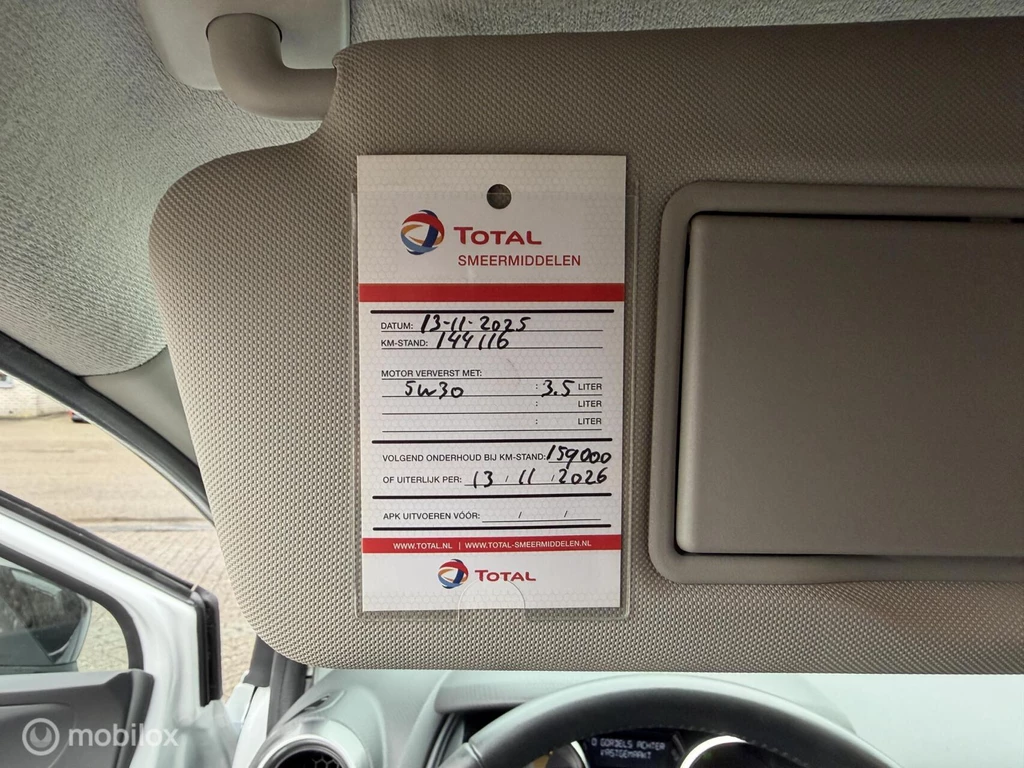 TOTAL
SMEERMIDDELEN
DATUM: 13-11-2025
KM-STAND: 144116
MOTOR VERVERST MET:
5W30 : 3.5 LITER
: LITER
: LITER
VOLGEND ONDERHOUD BIJ KM-STAND: 159000
OF UITERLIJK PER: 13 / 11 / 2026
APK UITVOEREN VÓÓR: / /
WWW.TOTAL.NL | WWW.TOTAL-SMEERMIDDELEN.NL
TOTAL
0 GORDELS ACHTER
VASTGEMAAKT
mobilox